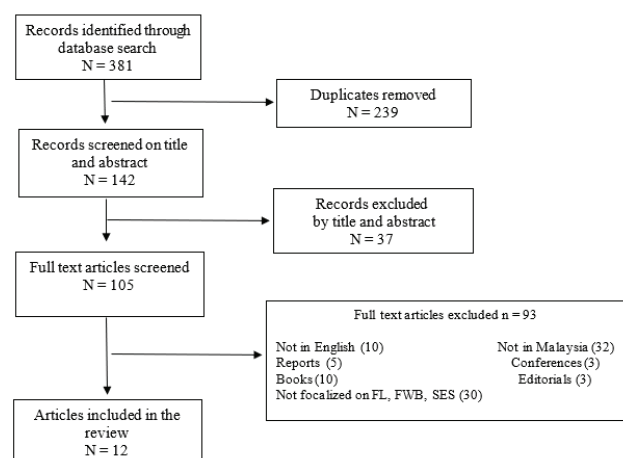 Records identified through
database search
N = 381
Duplicates removed
N = 239
Records screened on title
and abstract
N = 142
Records excluded
by title and abstract
N = 37
Full text articles screened
N = 105
Full text articles excluded n = 93
Not in English (10) Not in Malaysia (32)
Reports (5) Conferences (3)
Books (10) Editorials (3)
Not focalized on FL, FWB, SES (30)
Articles included in the
review
N = 12